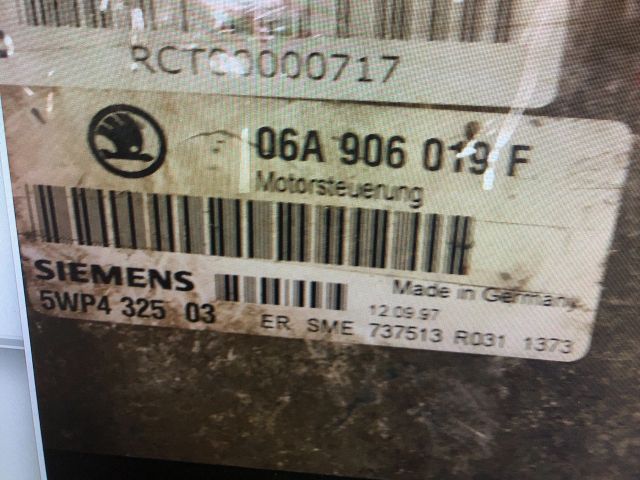 RCTC0000717
06A 906 019 F
Motorsteuerung
SIEMENS
Made in Germany
5WP4 325 03
12.09.97
ER SME 737513 R031 1373